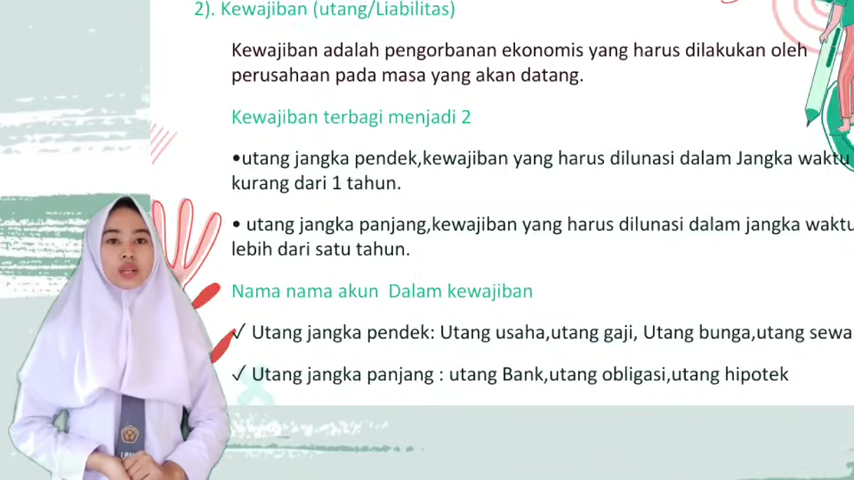 2). Kewajiban (utang/Liabilitas)
Kewajiban adalah pengorbanan ekonomis yang harus dilakukan oleh
perusahaan pada masa yang akan datang.
Kewajiban terbagi menjadi 2
•utang jangka pendek,kewajiban yang harus dilunasi dalam Jangka waktu
kurang dari 1 tahun.
• utang jangka panjang,kewajiban yang harus dilunasi dalam jangka waktu
lebih dari satu tahun.
Nama nama akun Dalam kewajiban
✓ Utang jangka pendek: Utang usaha,utang gaji, Utang bunga,utang sewa
✓ Utang jangka panjang : utang Bank,utang obligasi,utang hipotek